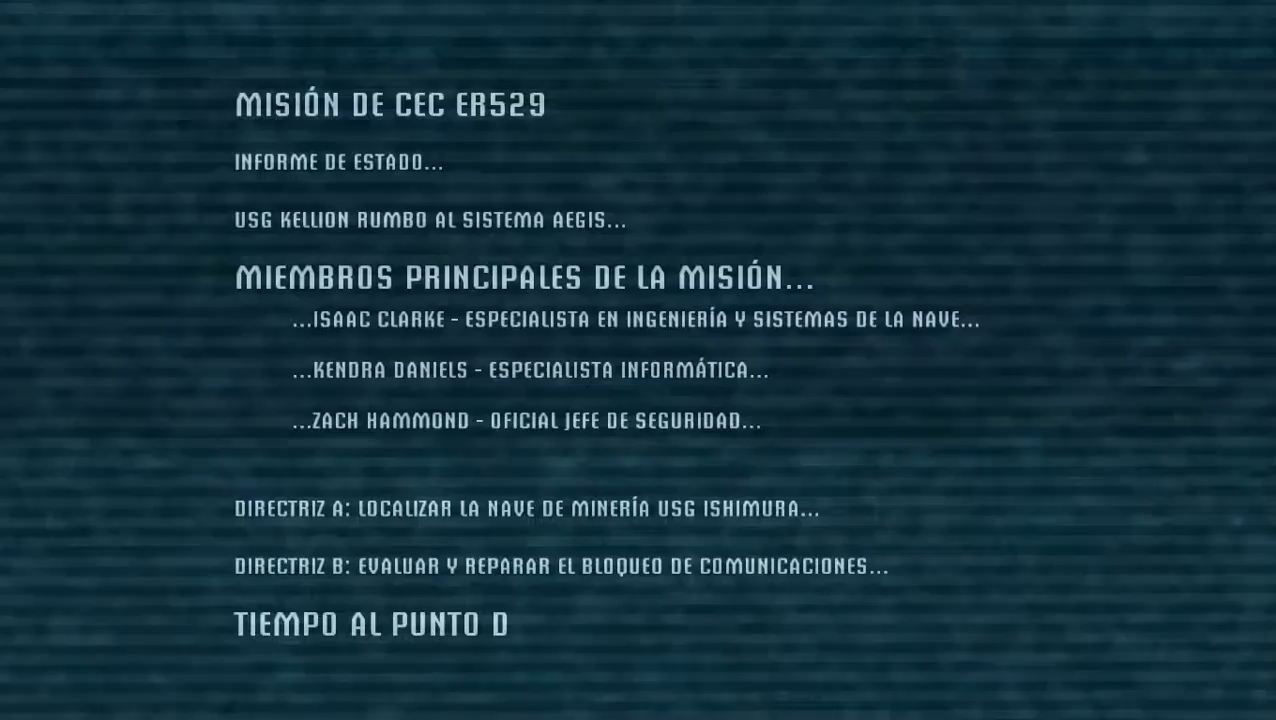 MISIÓN DE CEC ER529
INFORME DE ESTADO...
USG KELLION RUMBO AL SISTEMA AEGIS...
MIEMBROS PRINCIPALES DE LA MISIÓN...
...ISAAC CLARKE - ESPECIALISTA EN INGENIERÍA Y SISTEMAS DE LA NAVE...
...KENDRA DANIELS - ESPECIALISTA INFORMÁTICA...
...ZACH HAMMOND - OFICIAL JEFE DE SEGURIDAD...
DIRECTRIZ A: LOCALIZAR LA NAVE DE MINERÍA USG ISHIMURA...
DIRECTRIZ B: EVALUAR Y REPARAR EL BLOQUEO DE COMUNICACIONES...
TIEMPO AL PUNTO D